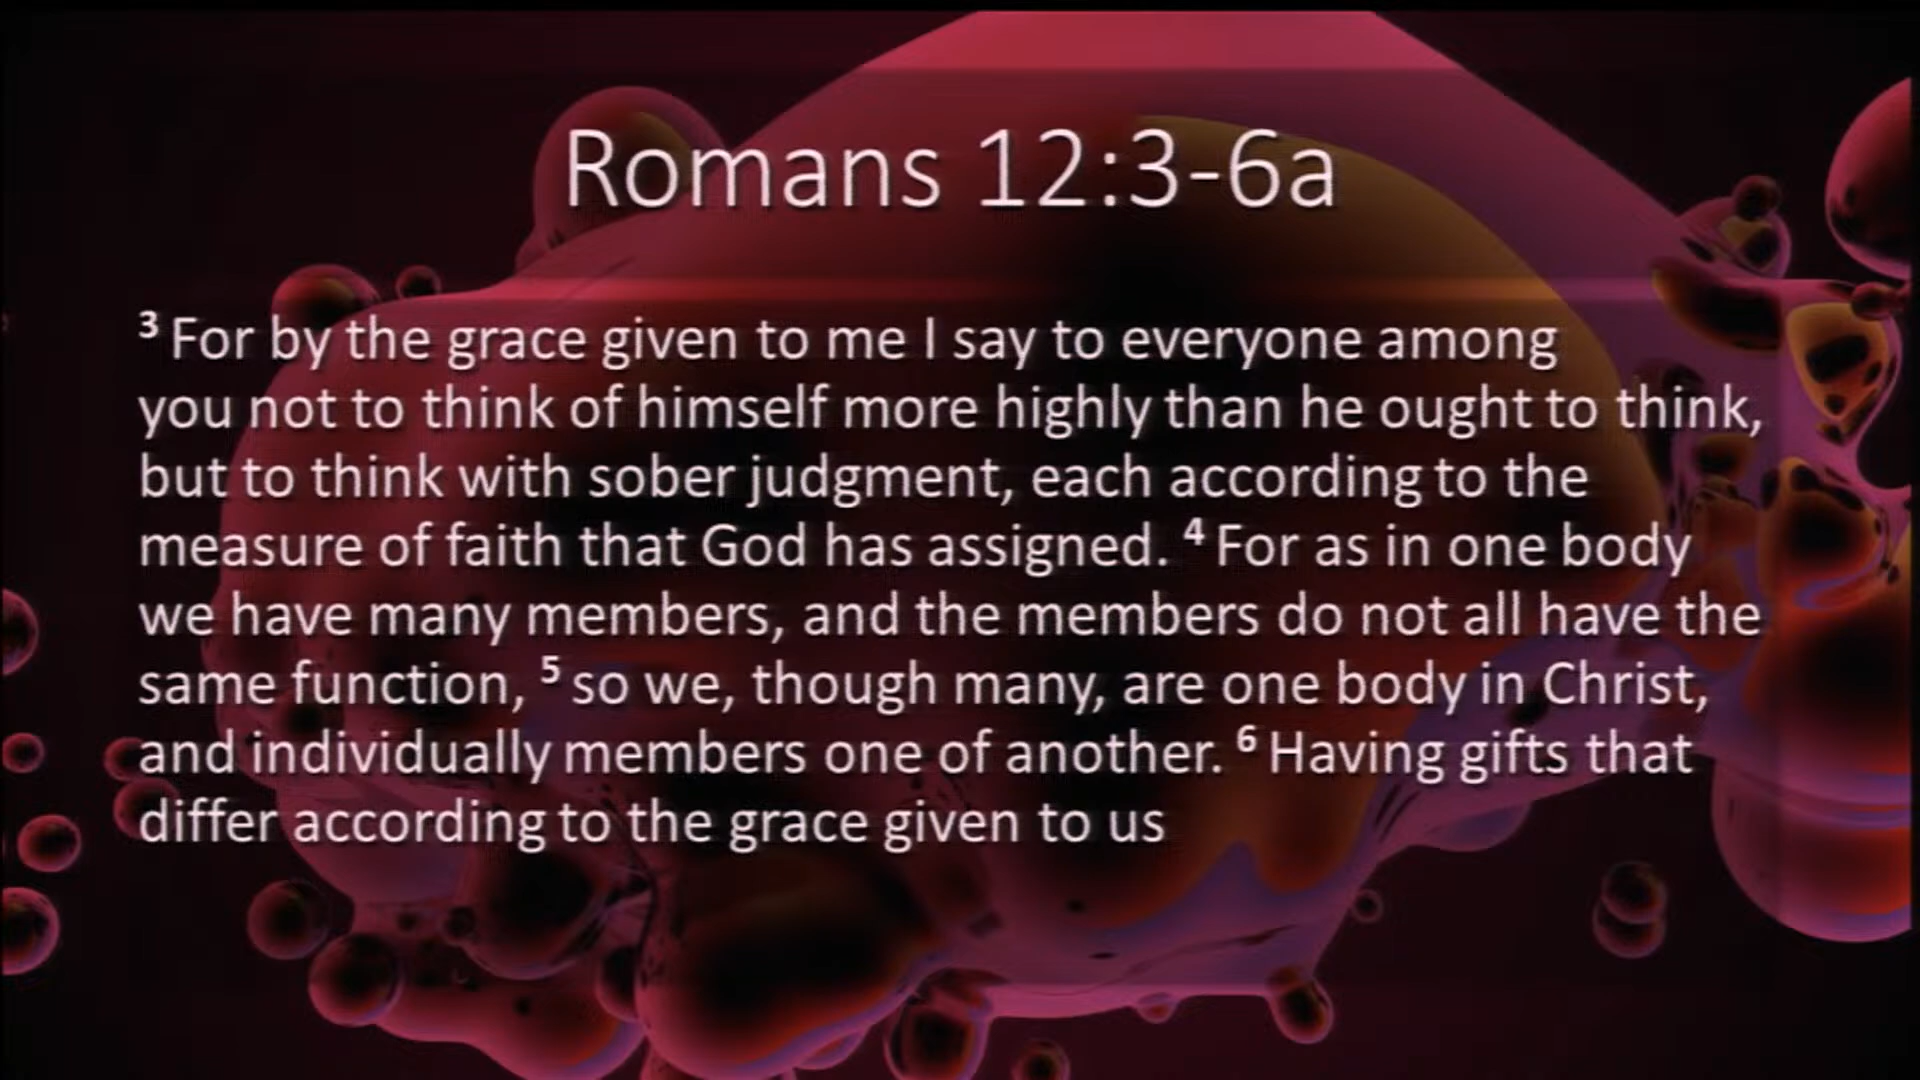 Romans 12:3-6a
3 For by the grace given to me I say to everyone among
you not to think of himself more highly than he ought to think,
but to think with sober judgment, each according to the
measure of faith that God has assigned. 4 For as in one body
we have many members, and the members do not all have the
same function, 5 so we, though many, are one body in Christ,
and individually members one of another. 6 Having gifts that
differ according to the grace given to us